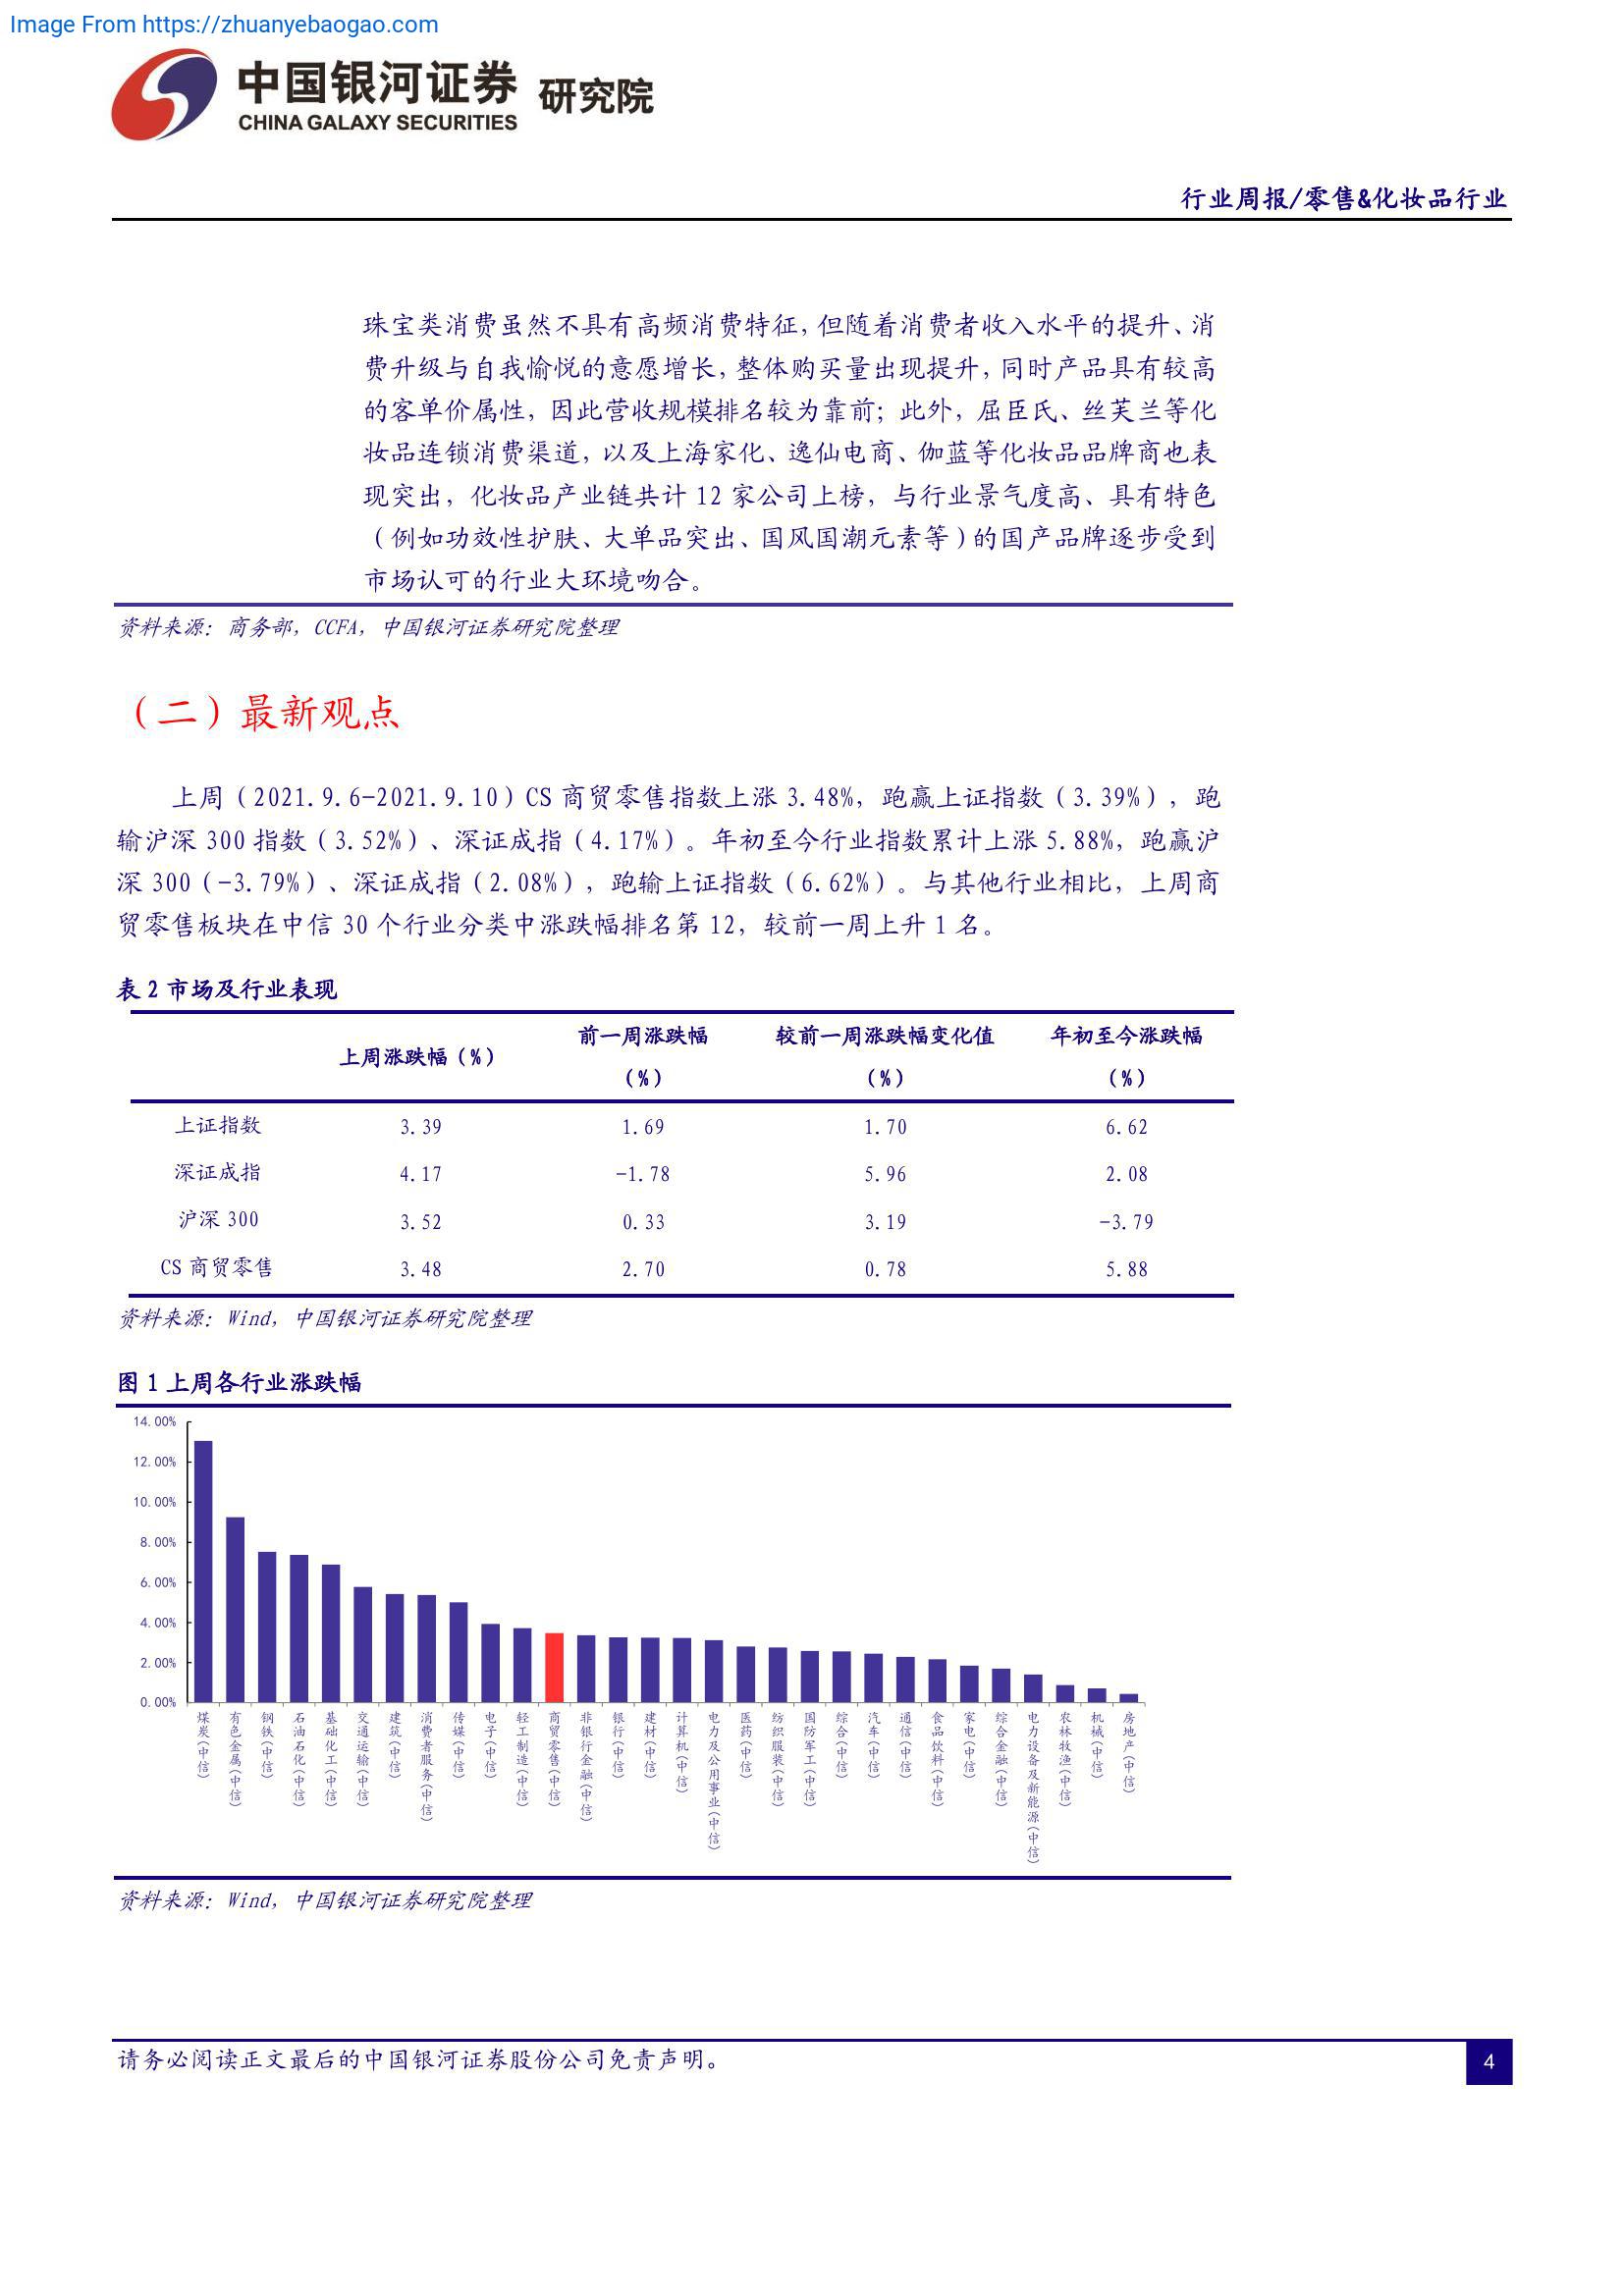 Image From https://zhuanyebaogao.com
中国银河证券 研究院
CHINA GALAXY SECURITIES
行业周报/零售&化妆品行业
珠宝类消费虽然不具有高频消费特征，但随着消费者收入水平的提升、消
费升级与自我愉悦的意愿增长，整体购买量出现提升，同时产品具有较高
的客单价属性，因此营收规模排名较为靠前；此外，屈臣氏、丝芙兰等化
妆品连锁消费渠道，以及上海家化、逸仙电商、伽蓝等化妆品品牌商也表
现突出，化妆品产业链共计 12 家公司上榜，与行业景气度高、具有特色
（例如功效性护肤、大单品突出、国风国潮元素等）的国产品牌逐步受到
市场认可的行业大环境吻合。
资料来源：商务部，CCFA，中国银河证券研究院整理
（二）最新观点
上周（2021.9.6-2021.9.10）CS 商贸零售指数上涨 3.48%，跑赢上证指数（3.39%），跑
输沪深 300 指数（3.52%）、深证成指（4.17%）。年初至今行业指数累计上涨 5.88%，跑赢沪
深 300（-3.79%）、深证成指（2.08%），跑输上证指数（6.62%）。与其他行业相比，上周商
贸零售板块在中信 30 个行业分类中涨跌幅排名第 12，较前一周上升 1 名。
表 2 市场及行业表现
上周涨跌幅（%） 前一周涨跌幅（%） 较前一周涨跌幅变化值（%） 年初至今涨跌幅（%）
上证指数 3.39 1.69 1.70 6.62
深证成指 4.17 -1.78 5.96 2.08
沪深 300 3.52 0.33 3.19 -3.79
CS 商贸零售 3.48 2.70 0.78 5.88
资料来源：Wind，中国银河证券研究院整理
图 1 上周各行业涨跌幅
14.00%
12.00%
10.00%
8.00%
6.00%
4.00%
2.00%
0.00%
煤炭(中信)
有色金属(中信)
钢铁(中信)
石油石化(中信)
基础化工(中信)
交通运输(中信)
建筑(中信)
消费者服务(中信)
传媒(中信)
电子(中信)
轻工制造(中信)
商贸零售(中信)
非银行金融(中信)
银行(中信)
建材(中信)
计算机(中信)
电力及公用事业(中信)
医药(中信)
纺织服装(中信)
国防军工(中信)
综合(中信)
汽车(中信)
通信(中信)
食品饮料(中信)
家电(中信)
综合金融(中信)
电力设备及新能源(中信)
农林牧渔(中信)
机械(中信)
房地产(中信)
资料来源：Wind，中国银河证券研究院整理
请务必阅读正文最后的中国银河证券股份公司免责声明。
4